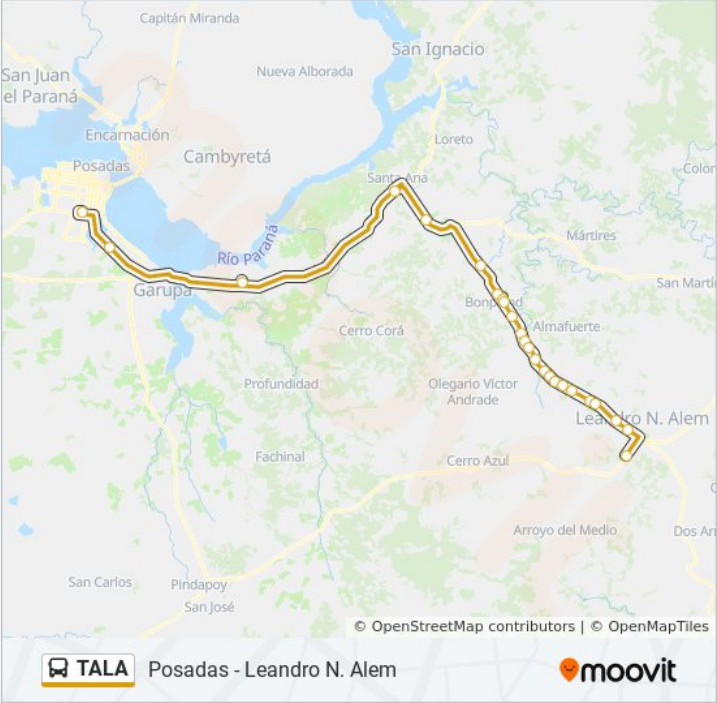 Capitán Miranda
San Ignacio
Nueva Alborada
San Juan
el Paraná
Encarnación
Loreto
Posadas
Cambyretá
Santa Ana
Color
Río Paraná
Mártires
Garupá
San Martí
Bonpland
Cerro Corá
Almafuerte
Profundidad
Olegario Víctor
Andrade
Leandro N. Alem
Fachinal
Cerro Azul
Arroyo del Medio
Dos Arr
San Carlos
Pindapoy
San José
© OpenStreetMap contributors | © OpenMapTiles
TALA
Posadas - Leandro N. Alem
moovit